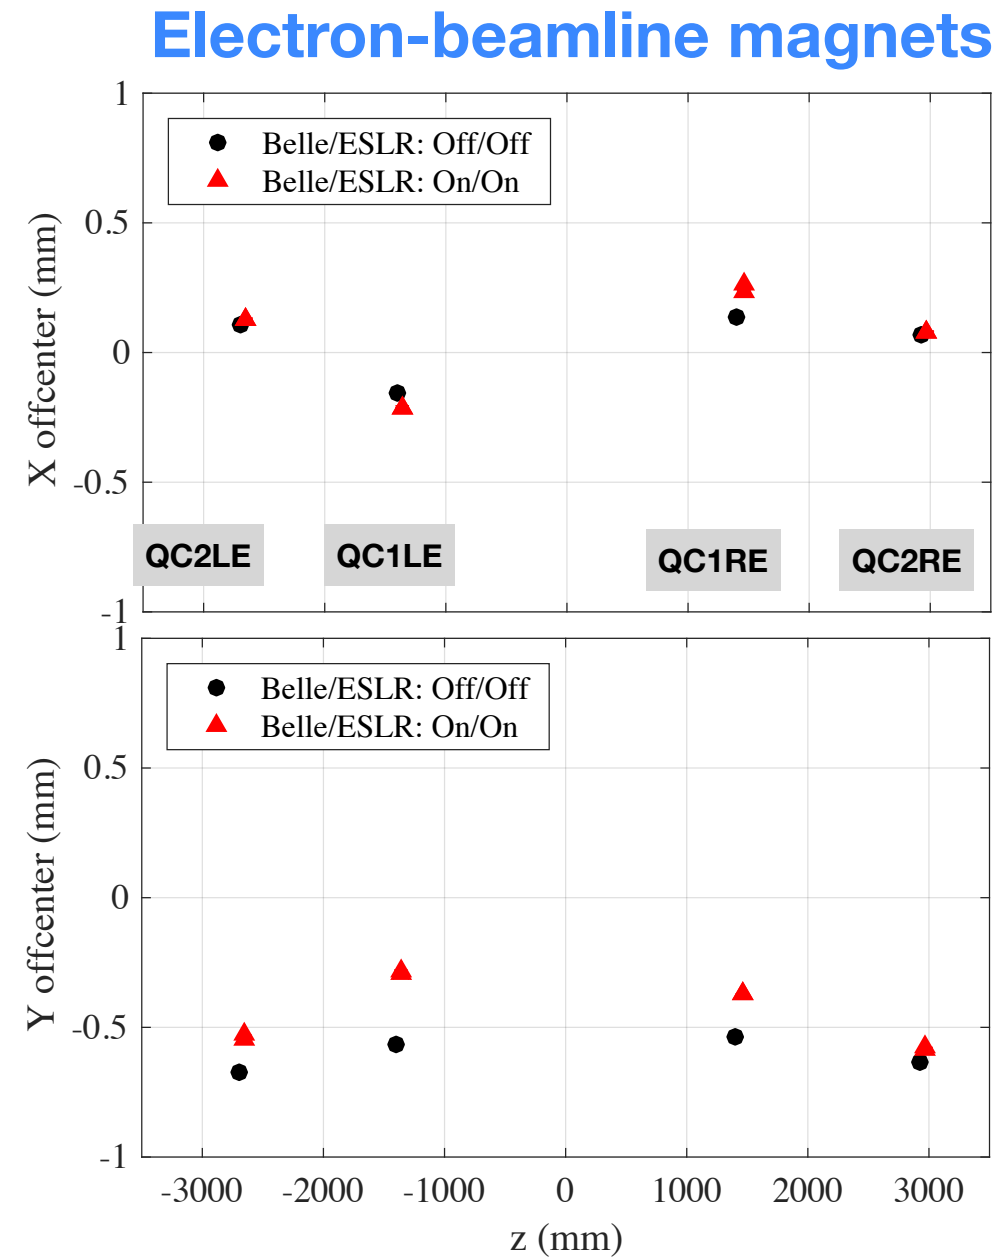 Electron-beamline magnets
1
Belle/ESLR: Off/Off
Belle/ESLR: On/On
0.5
0
-0.5
-1
X offcenter (mm)
QC2LE QC1LE QC1RE QC2RE
1
Belle/ESLR: Off/Off
Belle/ESLR: On/On
0.5
0
-0.5
-1
Y offcenter (mm)
-3000 -2000 -1000 0 1000 2000 3000
z (mm)